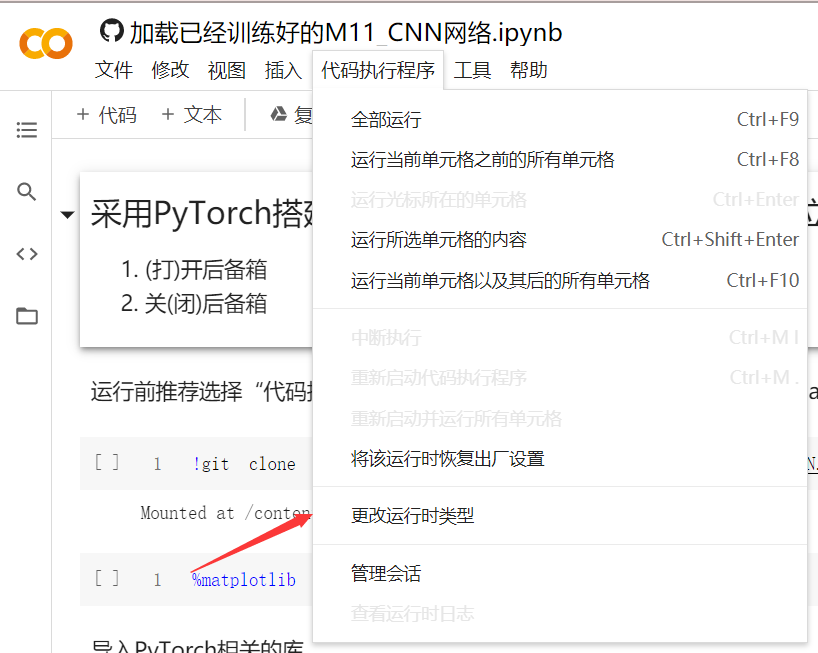 加载已经训练好的M11_CNN网络.ipynb
文件 修改 视图 插入 代码执行程序 工具 帮助
+ 代码 + 文本 复
全部运行 Ctrl+F9
运行当前单元格之前的所有单元格 Ctrl+F8
运行光标所在的单元格 Ctrl+Enter
运行所选单元格的内容 Ctrl+Shift+Enter
运行当前单元格以及其后的所有单元格 Ctrl+F10
中断执行 Ctrl+M I
重新启动代码执行程序 Ctrl+M .
重新启动并运行所有单元格
将该运行时恢复出厂设置
更改运行时类型
管理会话
查看运行时日志
采用PyTorch搭建
1. (打)开后备箱
2. 关(闭)后备箱
运行前推荐选择“代码执
[ ] 1 !git clone
Mounted at /conten
[ ] 1 %matplotlib
导入PyTorch相关的库